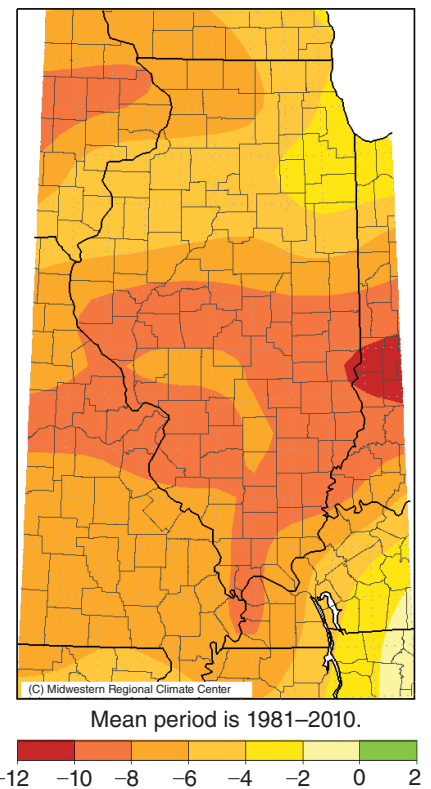 (C) Midwestern Regional Climate Center
Mean period is 1981–2010.
−12 −10 −8 −6 −4 −2 0 2